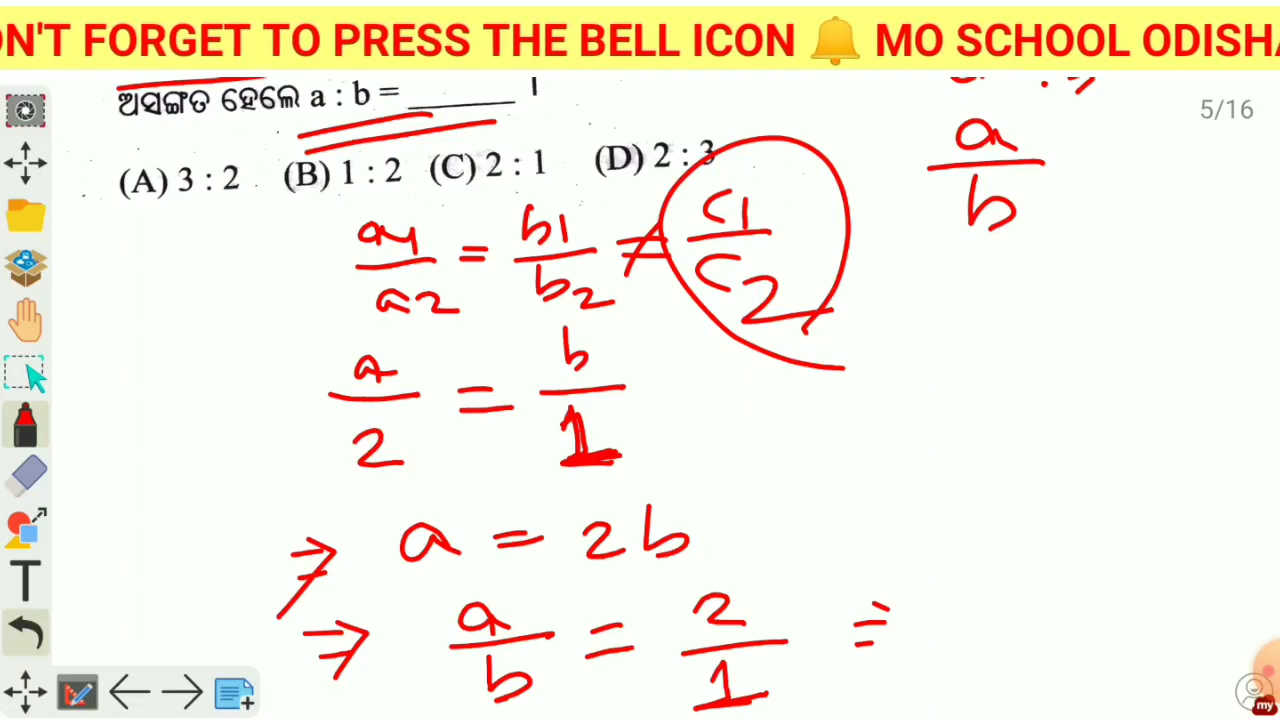 N'T FORGET TO PRESS THE BELL ICON 🔔 MO SCHOOL ODISHA
5/16
ଅସଙ୍ଗତ ହେଲେ a : b = ______ ।
(A) 3 : 2 (B) 1 : 2 (C) 2 : 1 (D) 2 : 3
a/b
a1/a2 = b1/b2 ≠ c1/c2
a/2 = b/1
⇒ a = 2b
⇒ a/b = 2/1 =
T
my